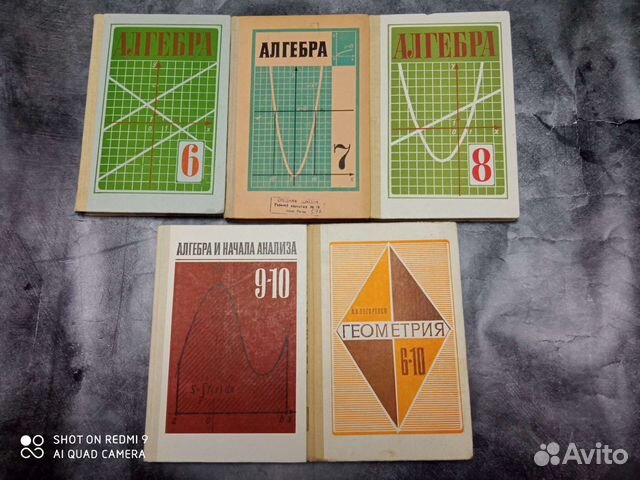 АЛГЕБРА
6
АЛГЕБРА
7
АЛГЕБРА
8
АЛГЕБРА И НАЧАЛА АНАЛИЗА
9-10
А.В.ПОГОРЕЛОВ
ГЕОМЕТРИЯ
6-10
SHOT ON REDMI 9
AI QUAD CAMERA
Avito